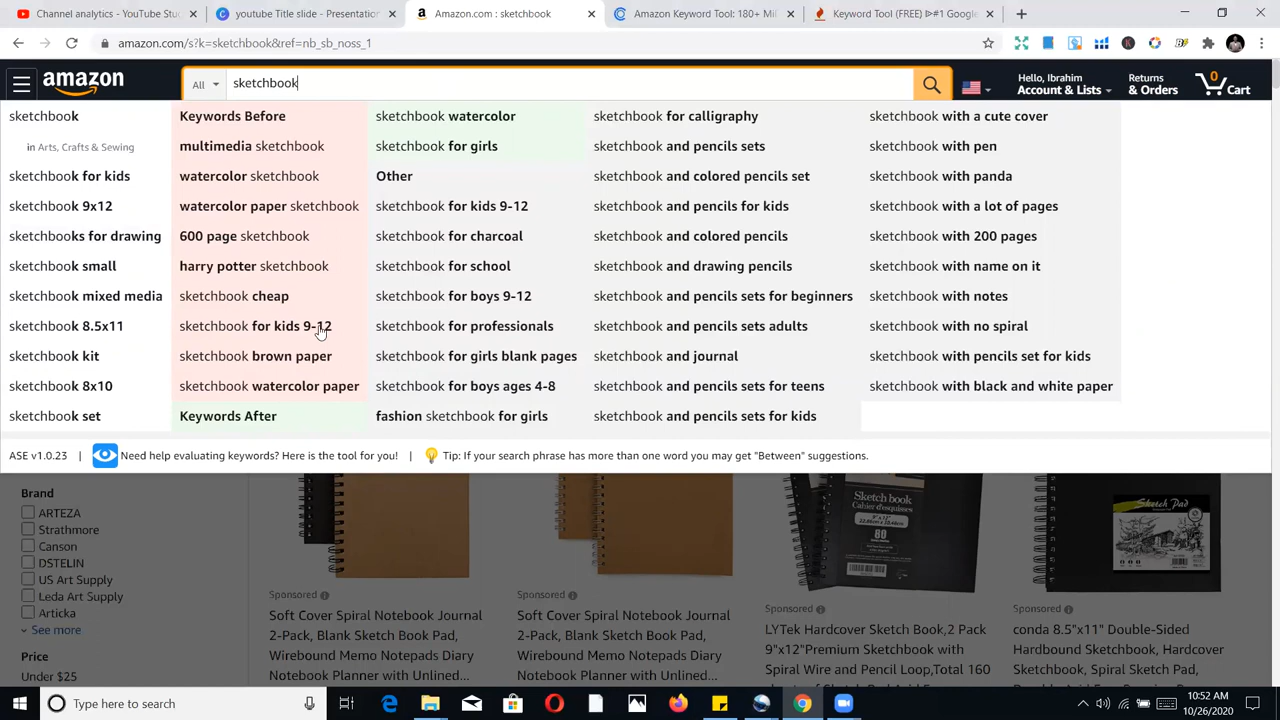 Channel analytics - YouTube Stu
youtube Title slide - Presentation
Amazon.com : sketchbook
Amazon Keyword Tool: 180+ Mil
Keyword Tool (FREE) ᐅ#1 Google
amazon.com/s?k=sketchbook&ref=nb_sb_noss_1
amazon
All
sketchbook
Hello, Ibrahim
Account & Lists
Returns
& Orders
0
Cart
sketchbook
in Arts, Crafts & Sewing
sketchbook for kids
sketchbook 9x12
sketchbooks for drawing
sketchbook small
sketchbook mixed media
sketchbook 8.5x11
sketchbook kit
sketchbook 8x10
sketchbook set
Keywords Before
multimedia sketchbook
watercolor sketchbook
watercolor paper sketchbook
600 page sketchbook
harry potter sketchbook
sketchbook cheap
sketchbook for kids 9-12
sketchbook brown paper
sketchbook watercolor paper
Keywords After
sketchbook watercolor
sketchbook for girls
Other
sketchbook for kids 9-12
sketchbook for charcoal
sketchbook for school
sketchbook for boys 9-12
sketchbook for professionals
sketchbook for girls blank pages
sketchbook for boys ages 4-8
fashion sketchbook for girls
sketchbook for calligraphy
sketchbook and pencils sets
sketchbook and colored pencils set
sketchbook and pencils for kids
sketchbook and colored pencils
sketchbook and drawing pencils
sketchbook and pencils sets for beginners
sketchbook and pencils sets adults
sketchbook and journal
sketchbook and pencils sets for teens
sketchbook and pencils sets for kids
sketchbook with a cute cover
sketchbook with pen
sketchbook with panda
sketchbook with a lot of pages
sketchbook with 200 pages
sketchbook with name on it
sketchbook with notes
sketchbook with no spiral
sketchbook with pencils set for kids
sketchbook with black and white paper
ASE v1.0.23 | Need help evaluating keywords? Here is the tool for you! | Tip: If your search phrase has more than one word you may get "Between" suggestions.
Brand
ARTEZA
Strathmore
Canson
DSTELIN
US Art Supply
Leda Art Supply
Articka
See more
Price
Under $25
Sponsored
Soft Cover Spiral Notebook Journal
2-Pack, Blank Sketch Book Pad,
Wirebound Memo Notepads Diary
Notebook Planner with Unlined
Sponsored
Soft Cover Spiral Notebook Journal
2-Pack, Blank Sketch Book Pad,
Wirebound Memo Notepads Diary
Notebook Planner with Unlined
Sketch book
Cahier d'esquisses
80
Sponsored
LYTek Hardcover Sketch Book,2 Pack
9"x12"Premium Sketchbook with
Spiral Wire and Pencil Loop,Total 160
Sketch Pad
Sponsored
conda 8.5"x11" Double-Sided
Hardbound Sketchbook, Hardcover
Sketchbook, Spiral Sketch Pad,
Type here to search
10:52 AM
10/26/2020